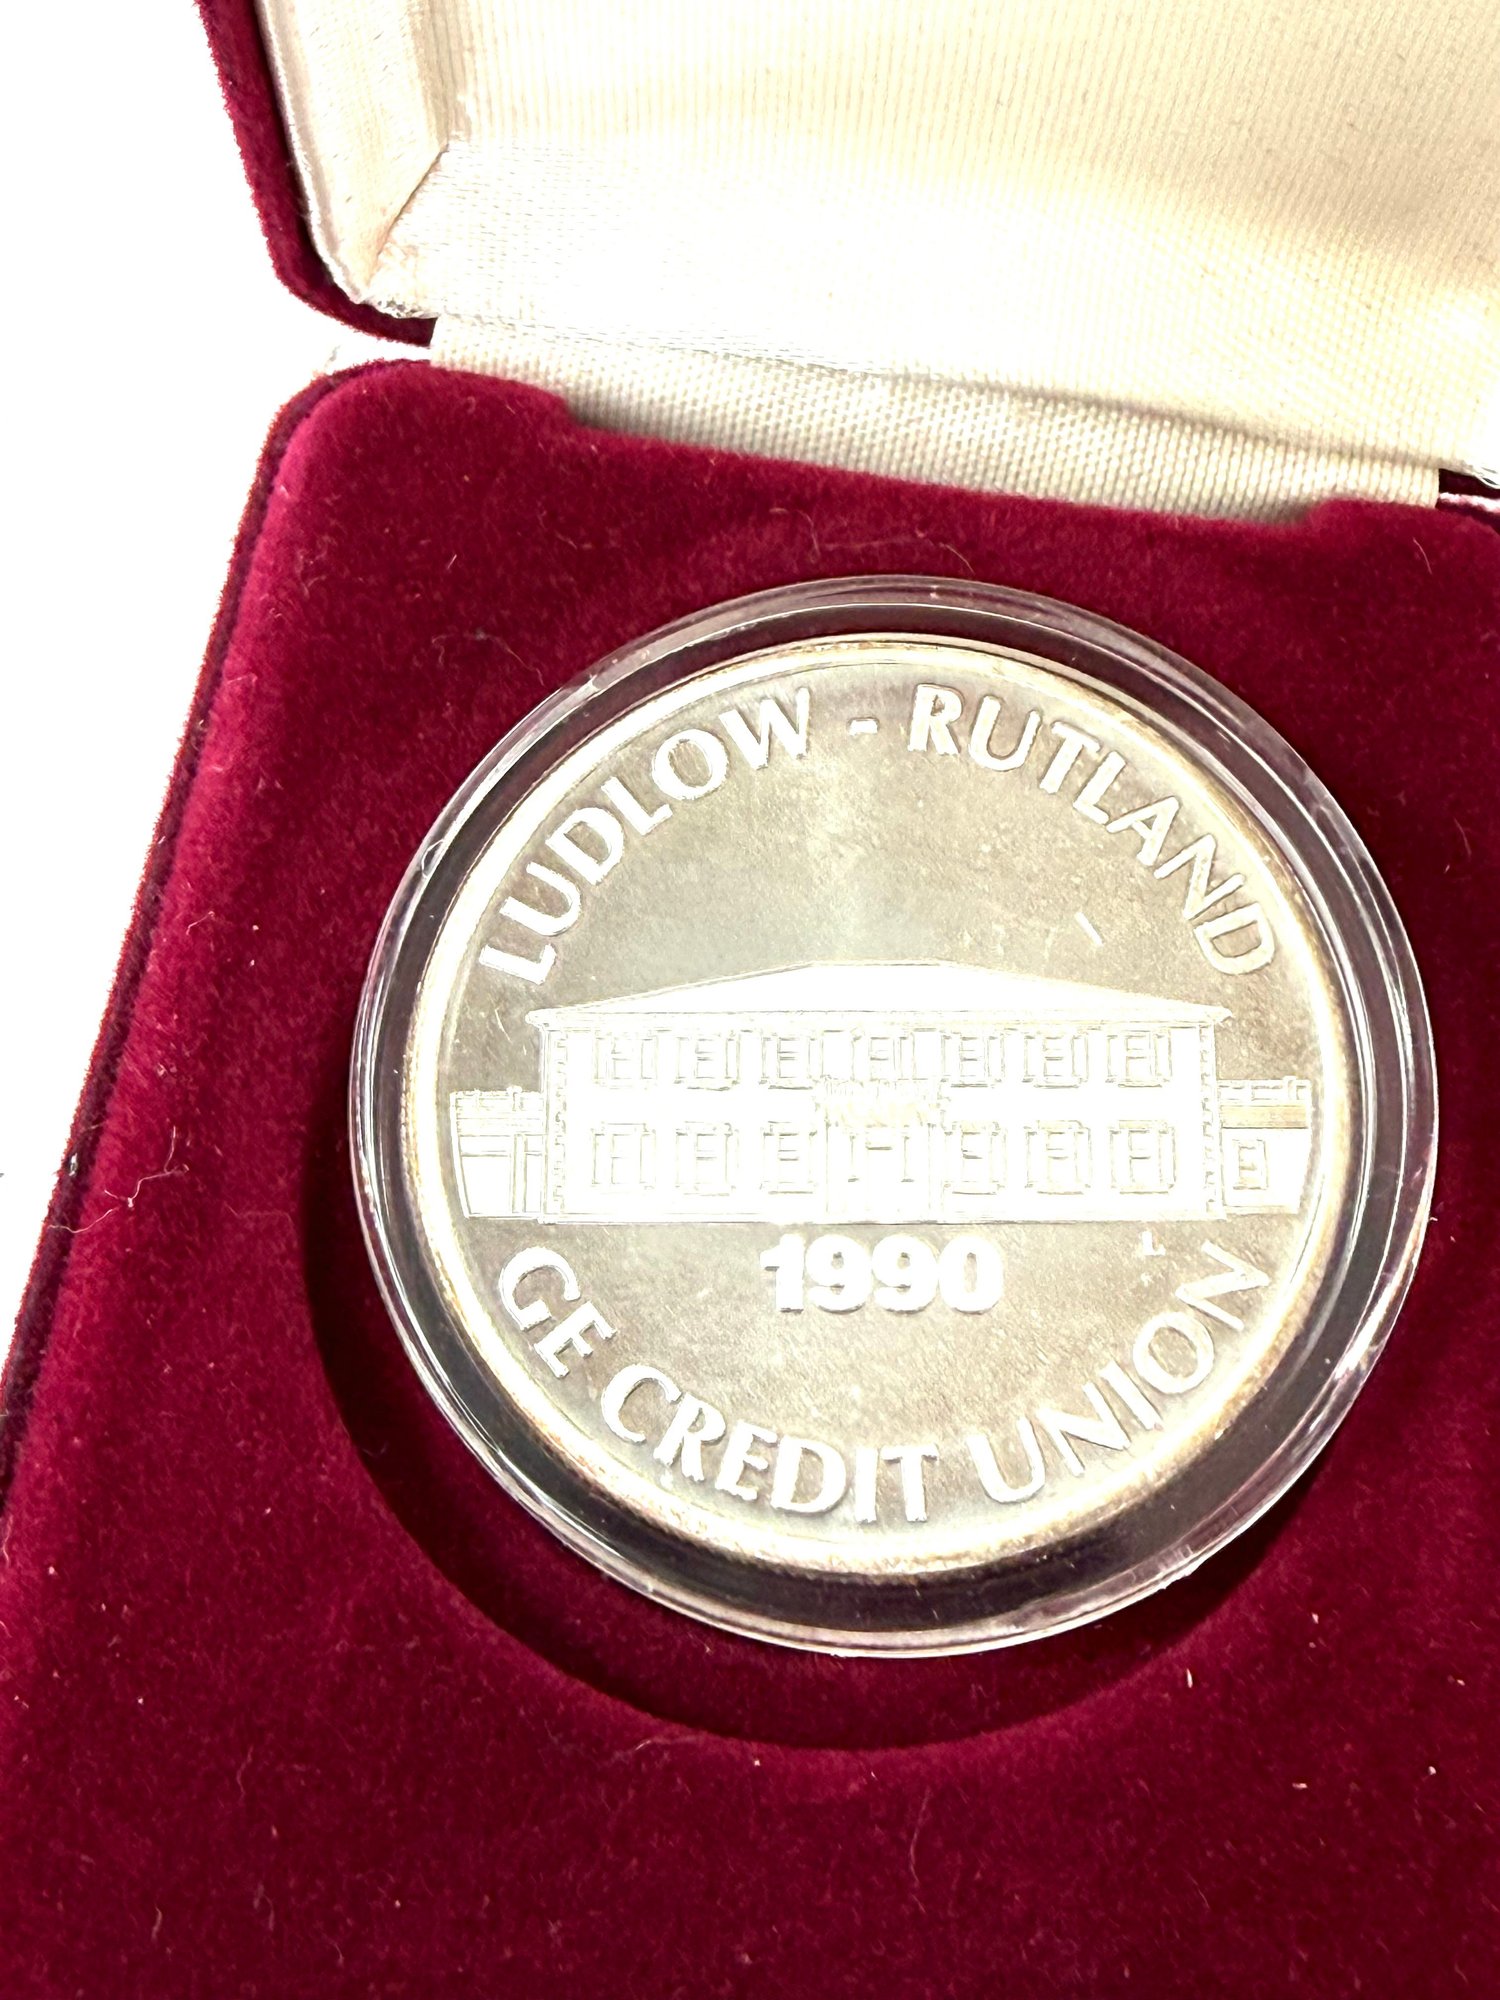 LUDLOW - RUTLAND
1990
GE CREDIT UNION